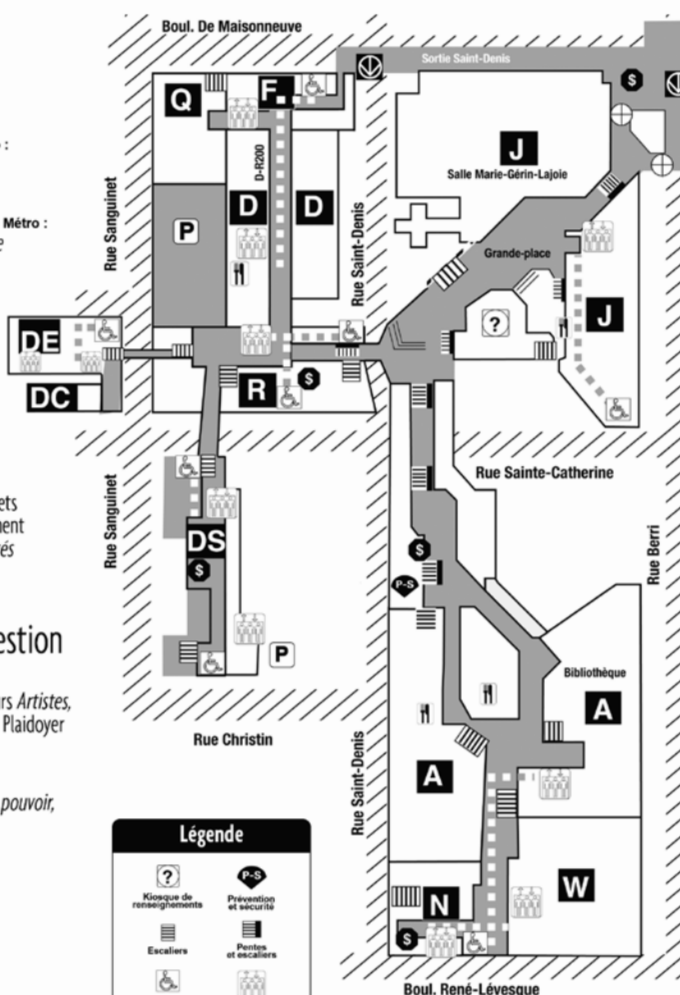 Boul. De Maisonneuve
Sortie Saint-Denis
$
Q
F.
J
Salle Marie-Gérin-Lajoie
:
D-R200
Rue Sanguinet
D
D
Rue Saint-Denis
P
Métro :
e
Grande-place
J
?
DE
DC
R
$
Rue Sainte-Catherine
Rue Sanguinet
ets
ent
és
DS
$
$
P-S
Rue Berri
estion
P
Bibliothèque
A
urs Artistes,
Plaidoyer
Rue Christin
Rue Saint-Denis
A
pouvoir,
Légende
?
Kiosque de
renseignements
P-S
Prévention
et sécurité
Escaliers
Pentes
et escaliers
N
W
$
Boul. René-Lévesque